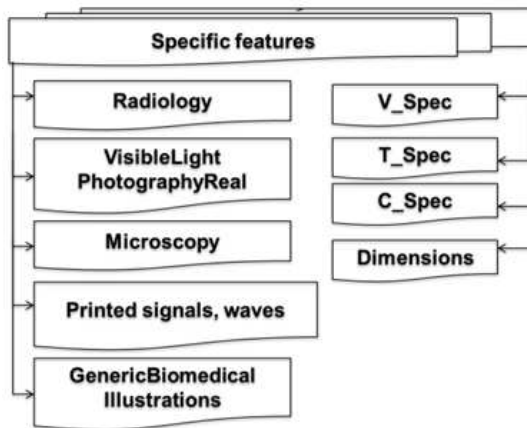 Specific features
Radiology
VisibleLight
PhotographyReal
Microscopy
Printed signals, waves
GenericBiomedical
Illustrations
V_Spec
T_Spec
C_Spec
Dimensions